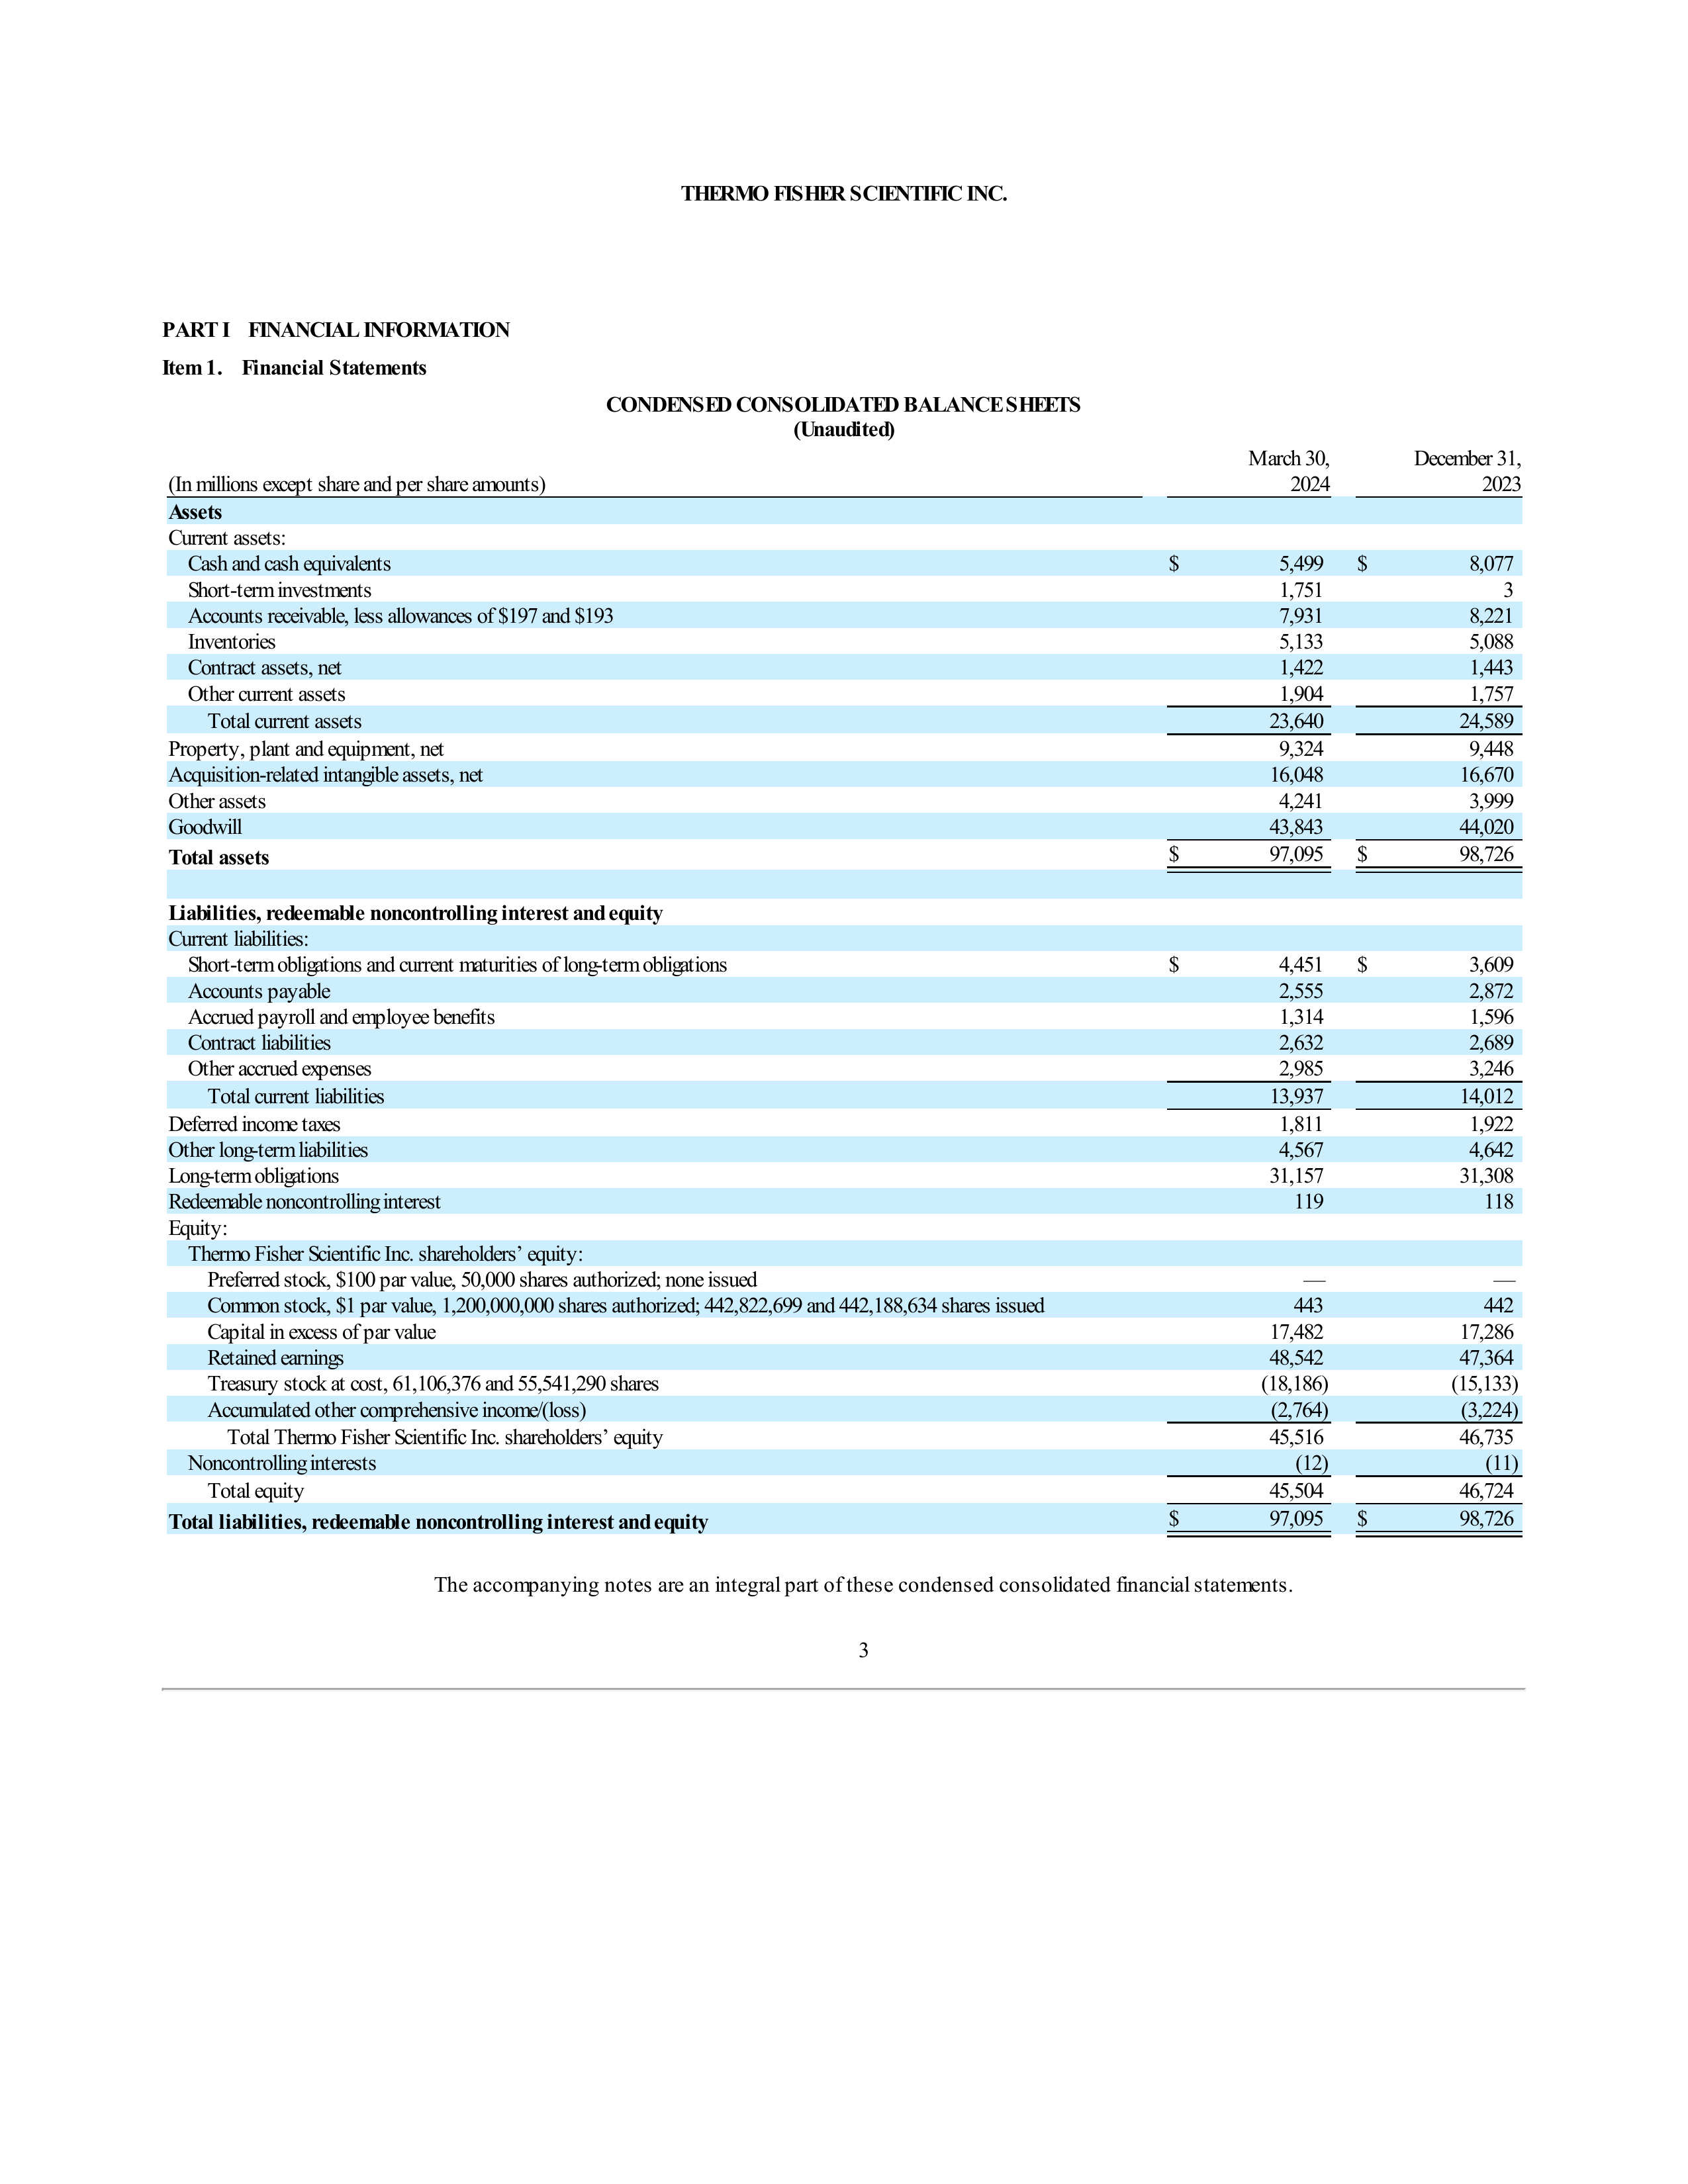 THERMO FISHER SCIENTIFIC INC.
PART I FINANCIAL INFORMATION
Item 1. Financial Statements
CONDENSED CONSOLIDATED BALANCE SHEETS
(Unaudited)
March 30, December 31,
(In millions except share and per share amounts) 2024 2023
Assets
Current assets:
Cash and cash equivalents $ 5,499 $ 8,077
Short-term investments 1,751 3
Accounts receivable, less allowances of $197 and $193 7,931 8,221
Inventories 5,133 5,088
Contract assets, net 1,422 1,443
Other current assets 1,904 1,757
Total current assets 23,640 24,589
Property, plant and equipment, net 9,324 9,448
Acquisition-related intangible assets, net 16,048 16,670
Other assets 4,241 3,999
Goodwill 43,843 44,020
Total assets $ 97,095 $ 98,726
Liabilities, redeemable noncontrolling interest and equity
Current liabilities:
Short-term obligations and current maturities of long-term obligations $ 4,451 $ 3,609
Accounts payable 2,555 2,872
Accrued payroll and employee benefits 1,314 1,596
Contract liabilities 2,632 2,689
Other accrued expenses 2,985 3,246
Total current liabilities 13,937 14,012
Deferred income taxes 1,811 1,922
Other long-term liabilities 4,567 4,642
Long-term obligations 31,157 31,308
Redeemable noncontrolling interest 119 118
Equity:
Thermo Fisher Scientific Inc. shareholders’ equity:
Preferred stock, $100 par value, 50,000 shares authorized; none issued — —
Common stock, $1 par value, 1,200,000,000 shares authorized; 442,822,699 and 442,188,634 shares issued 443 442
Capital in excess of par value 17,482 17,286
Retained earnings 48,542 47,364
Treasury stock at cost, 61,106,376 and 55,541,290 shares (18,186) (15,133)
Accumulated other comprehensive income/(loss) (2,764) (3,224)
Total Thermo Fisher Scientific Inc. shareholders’ equity 45,516 46,735
Noncontrolling interests (12) (11)
Total equity 45,504 46,724
Total liabilities, redeemable noncontrolling interest and equity $ 97,095 $ 98,726
The accompanying notes are an integral part of these condensed consolidated financial statements.
3